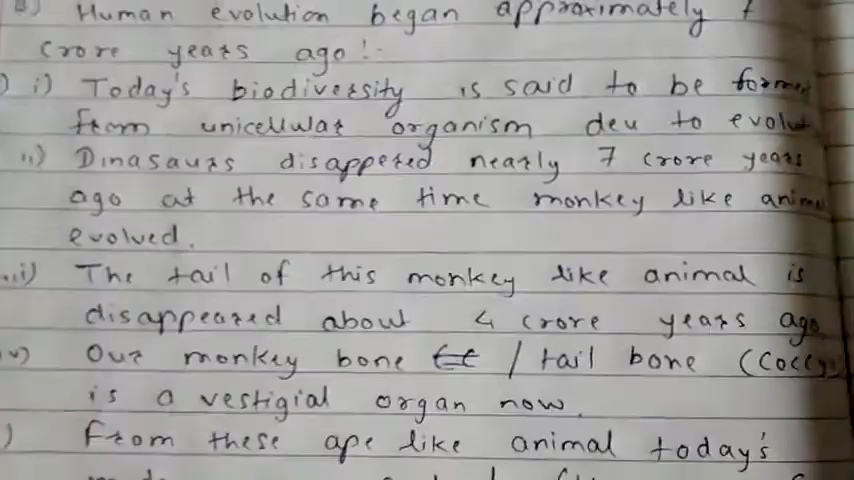 Human evolution began approximately 7
crore years ago :-
i) Today's biodiversity is said to be formed
from unicellular organism deu to evolut
ii) Dinasaurs disappered nearly 7 crore years
ago at the same time monkey like anim
evolved.
The tail of this monkey like animal is
disappeared about 4 crore years ago
Our monkey bone / tail bone (Coccyx)
is a vestigial organ now.
From these ape like animal today's